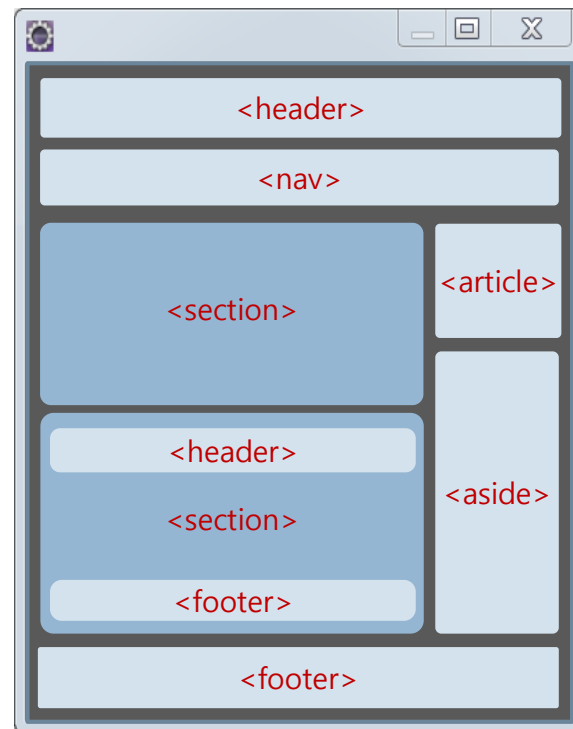 <header>
<nav>
<section>
<article>
<header>
<section>
<footer>
<aside>
<footer>